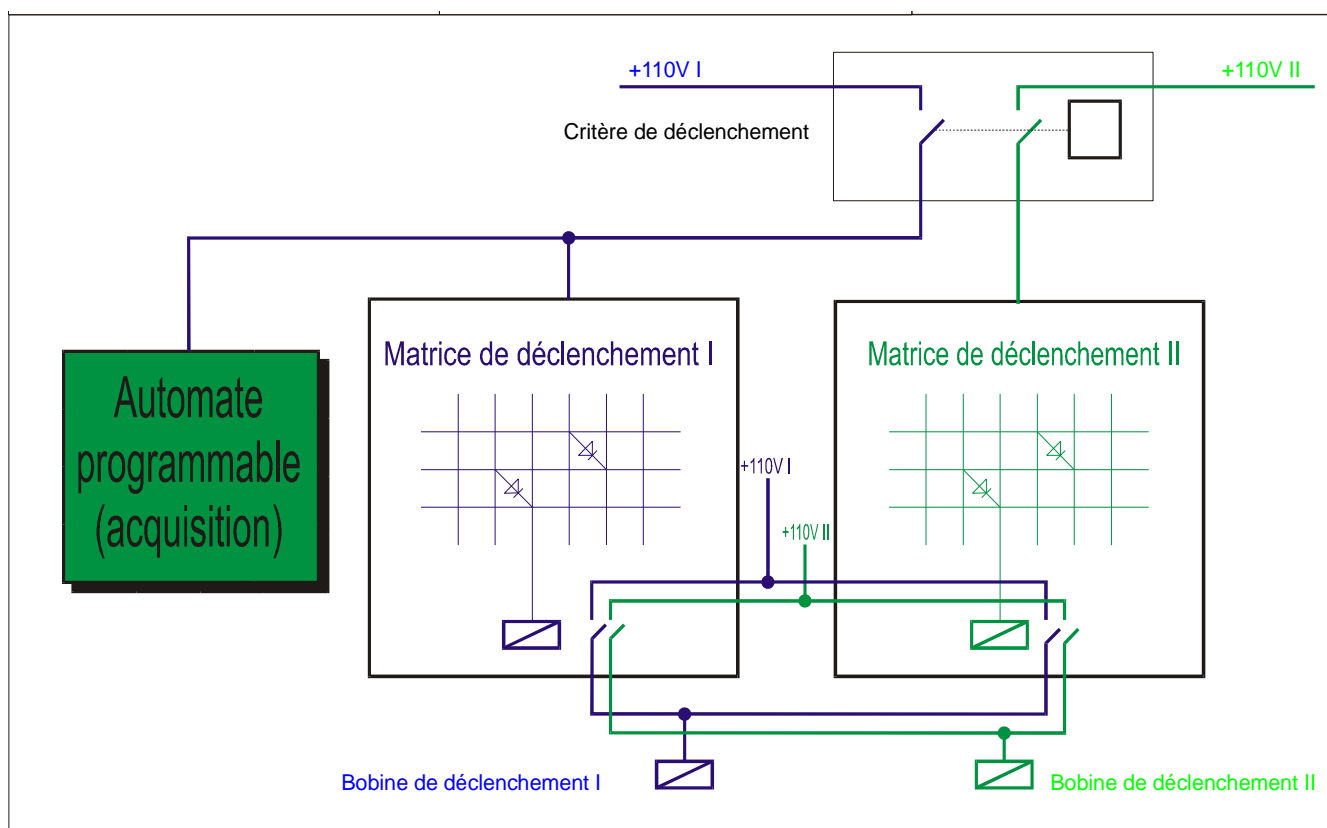 +110V I
+110V II
Critère de déclenchement
Matrice de déclenchement I
Matrice de déclenchement II
Automate
programmable
(acquisition)
+110V I
+110V II
Bobine de déclenchement I
Bobine de déclenchement II